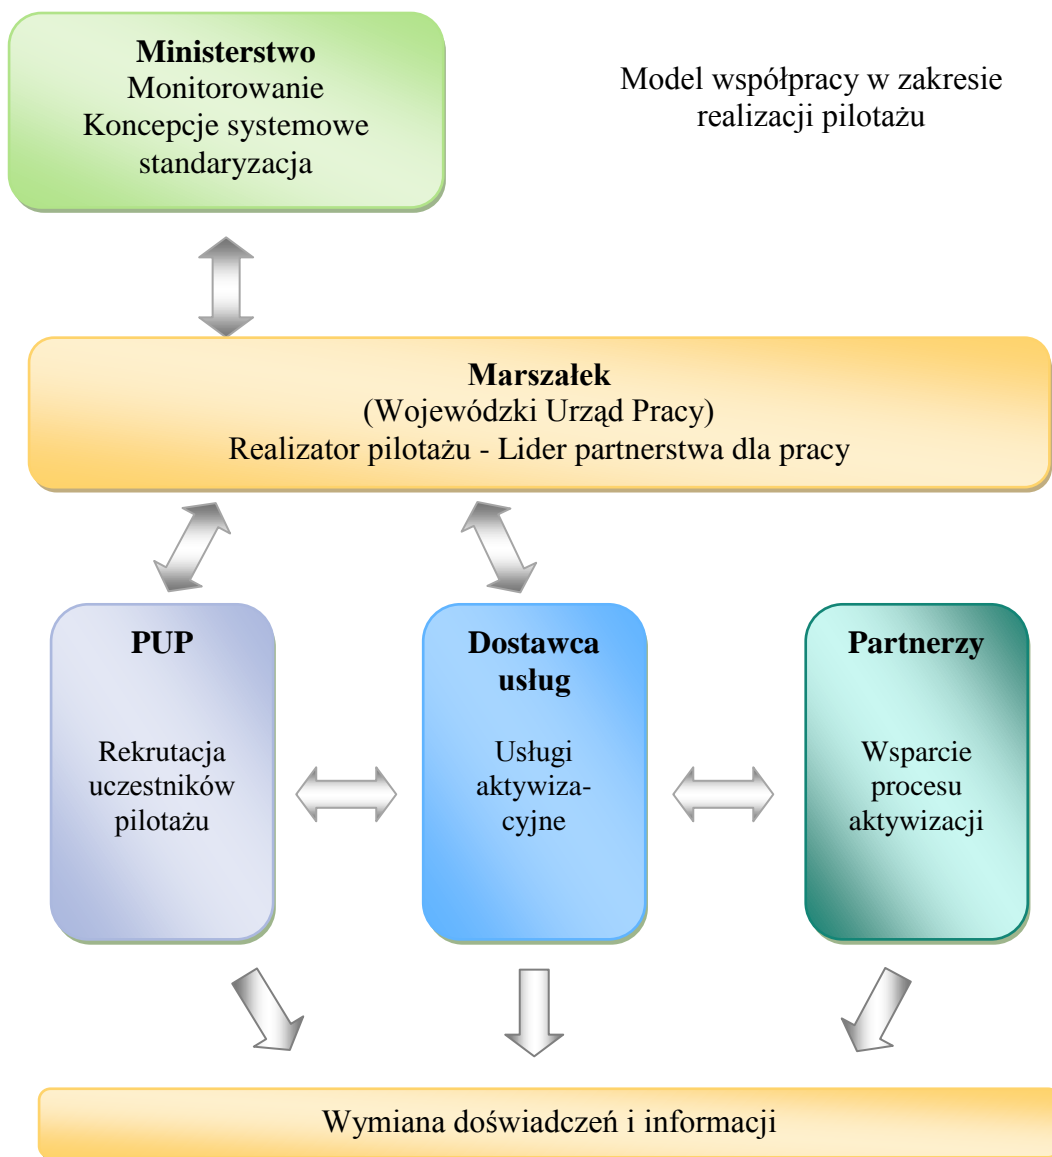 Ministerstwo
Monitorowanie
Koncepcje systemowe
standaryzacja
Model współpracy w zakresie
realizacji pilotażu
Marszałek
(Wojewódzki Urząd Pracy)
Realizator pilotażu - Lider partnerstwa dla pracy
PUP
Rekrutacja
uczestników
pilotażu
Dostawca
usług
Usługi
aktywiza-
cyjne
Partnerzy
Wsparcie
procesu
aktywizacji
Wymiana doświadczeń i informacji